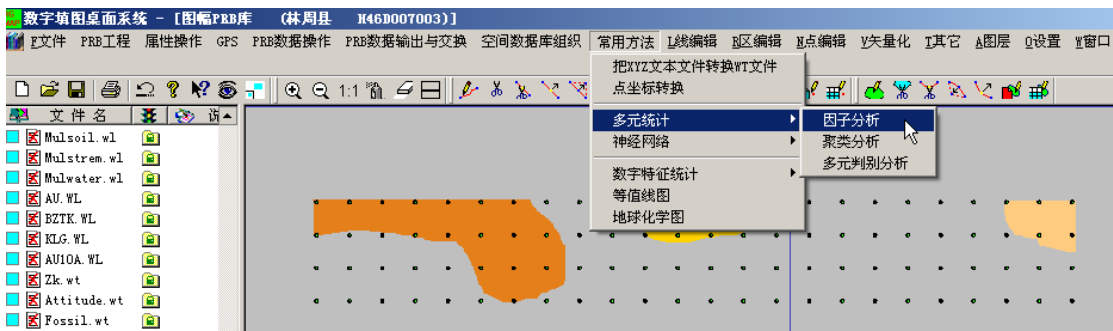 数字填图桌面系统 - [图幅PRB库 (林周县 H46D007003)]
F文件 PRB工程 属性操作 GPS PRB数据操作 PRB数据输出与交换 空间数据库组织 常用方法 L线编辑 R区编辑 N点编辑 V矢量化 I其它 A图层 Q设置 W窗口
把XYZ文本文件转换WT文件
点坐标转换
多元统计
神经网络
数字特征统计
等值线图
地球化学图
因子分析
聚类分析
多元判别分析
1:1
文件名
Mulsoil.wl
Mulstrem.wl
Mulwater.wl
AU.WL
BZTK.WL
KLG.WL
AU10A.WL
Zk.wt
Attitude.wt
Fossil.wt